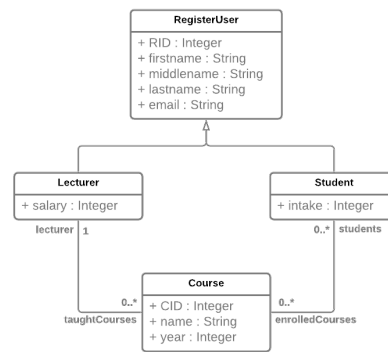 RegisterUser
+ RID : Integer
+ firstname : String
+ middlename : String
+ lastname : String
+ email : String
Lecturer
+ salary : Integer
Student
+ intake : Integer
lecturer 1
0..* students
Course
+ CID : Integer
+ name : String
+ year : Integer
0..*
taughtCourses
0..*
enrolledCourses